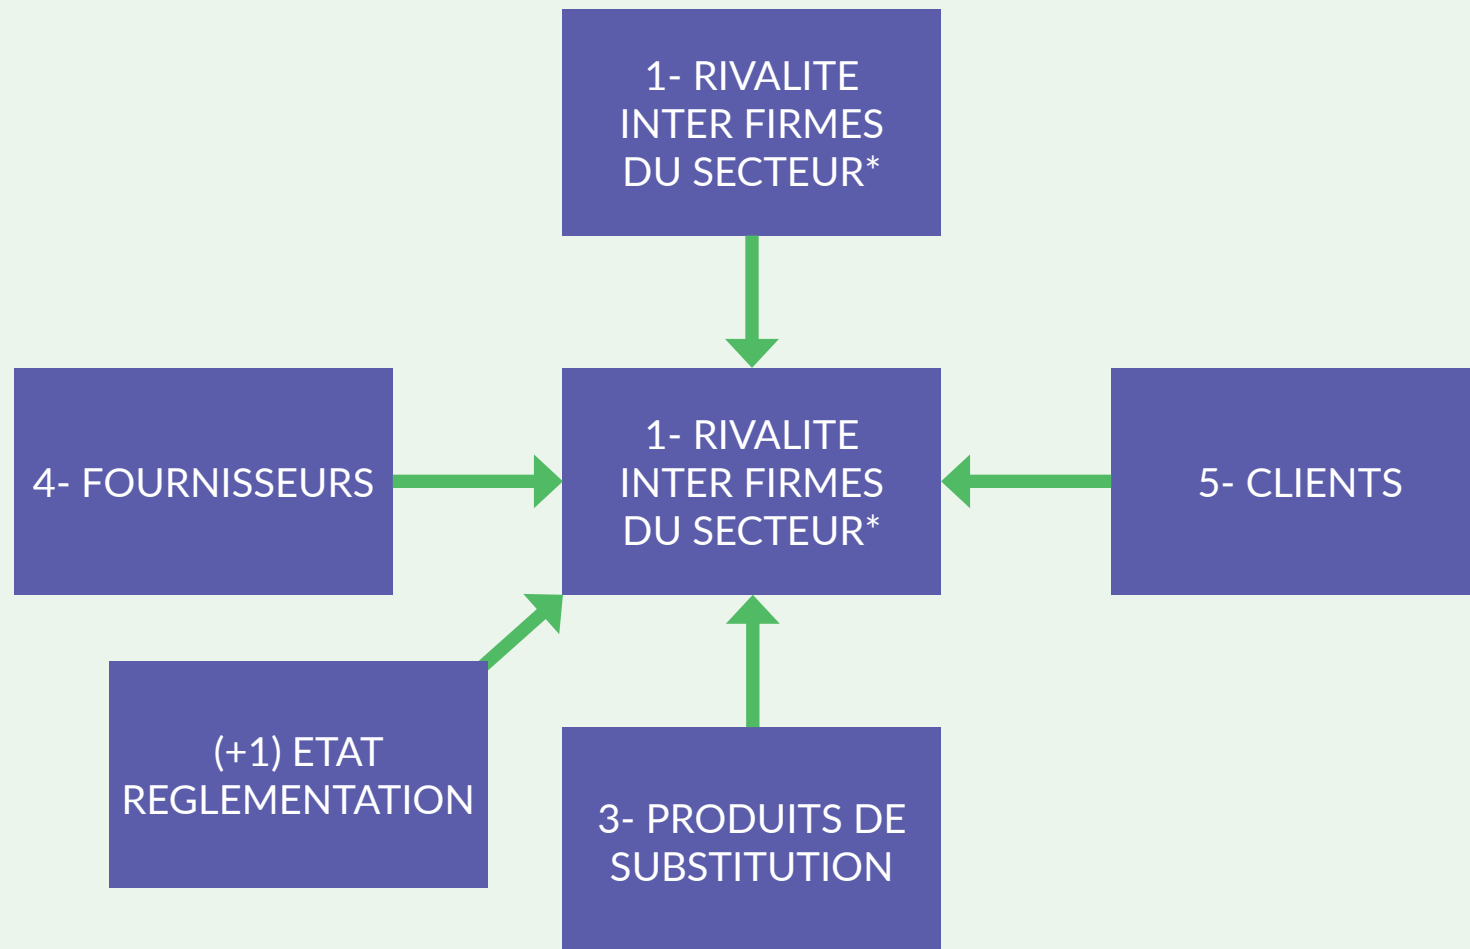 1- RIVALITE
INTER FIRMES
DU SECTEUR*
4- FOURNISSEURS
1- RIVALITE
INTER FIRMES
DU SECTEUR*
5- CLIENTS
(+1) ETAT
REGLEMENTATION
3- PRODUITS DE
SUBSTITUTION